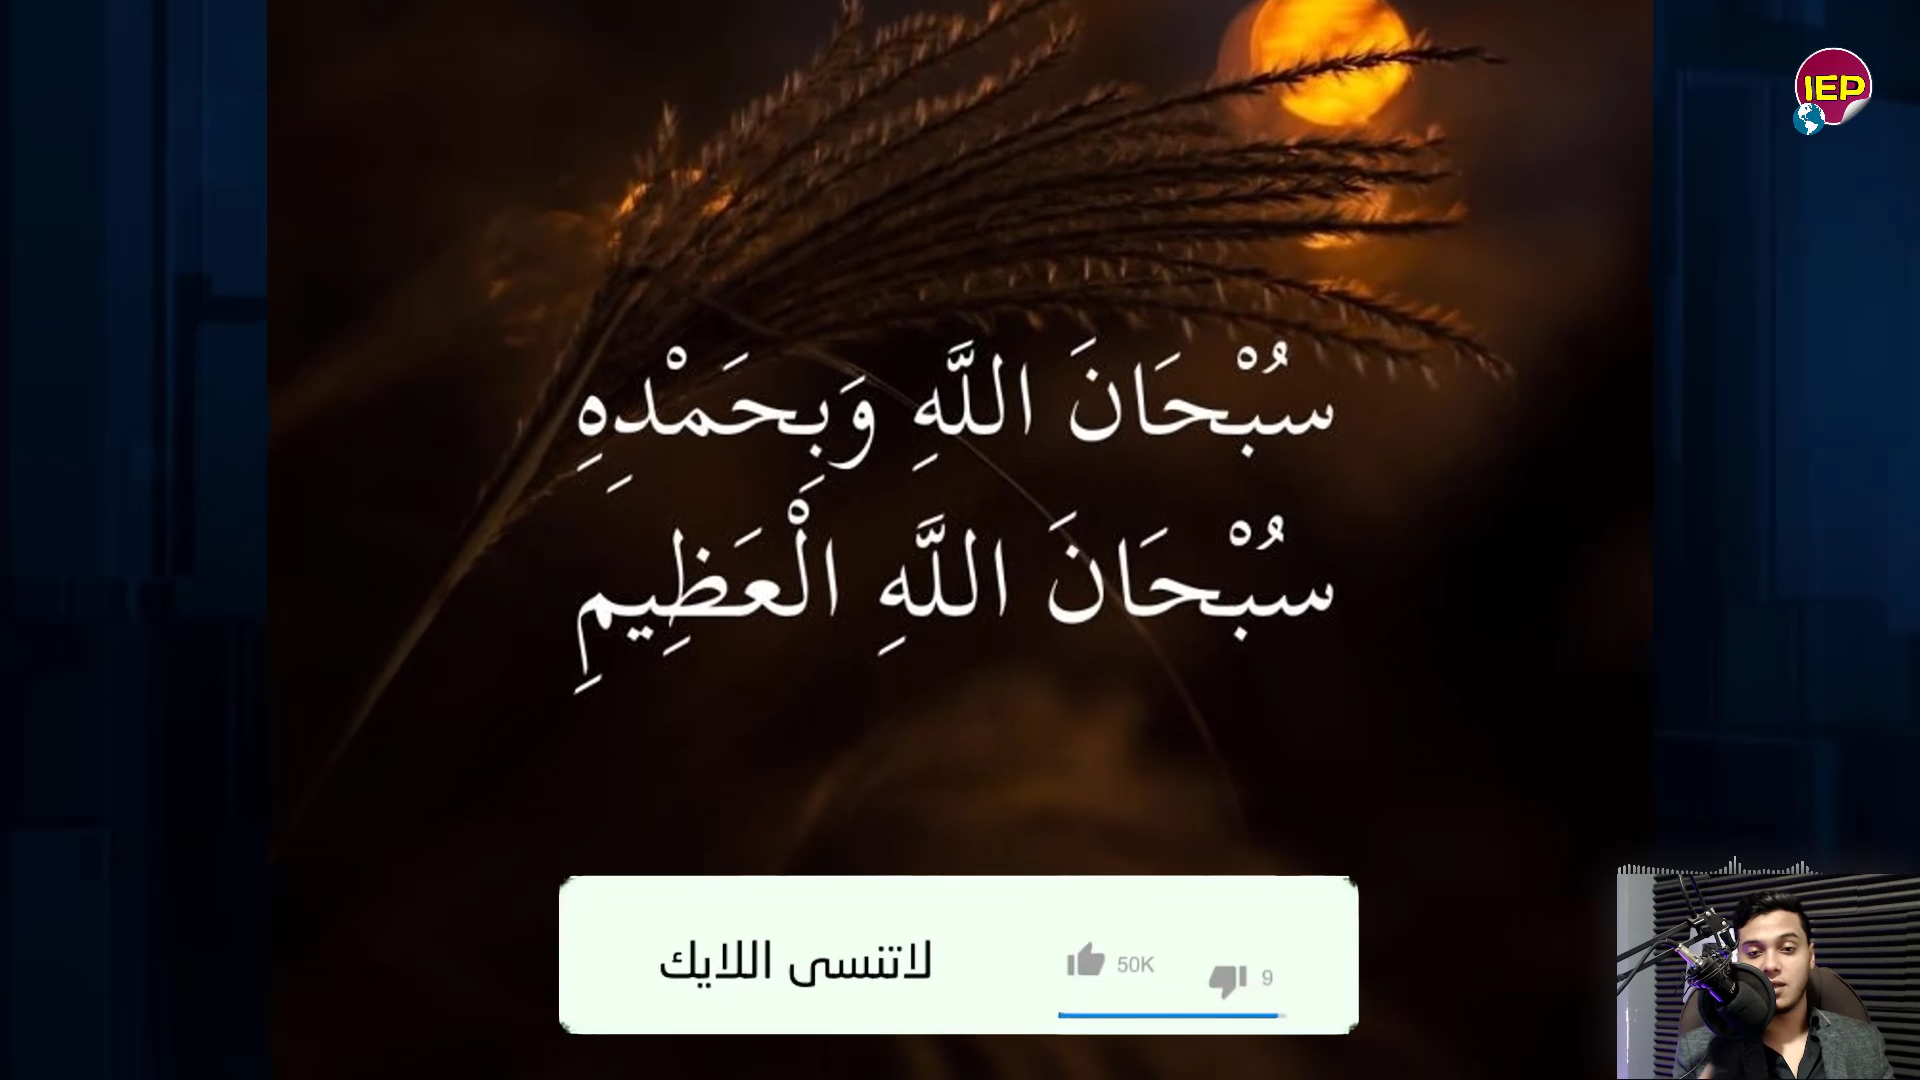 IEP
سُبْحَانَ اللَّهِ وَبِحَمْدِهِ
سُبْحَانَ اللَّهِ الْعَظِيمِ
لاتنسى اللايك
50K
9